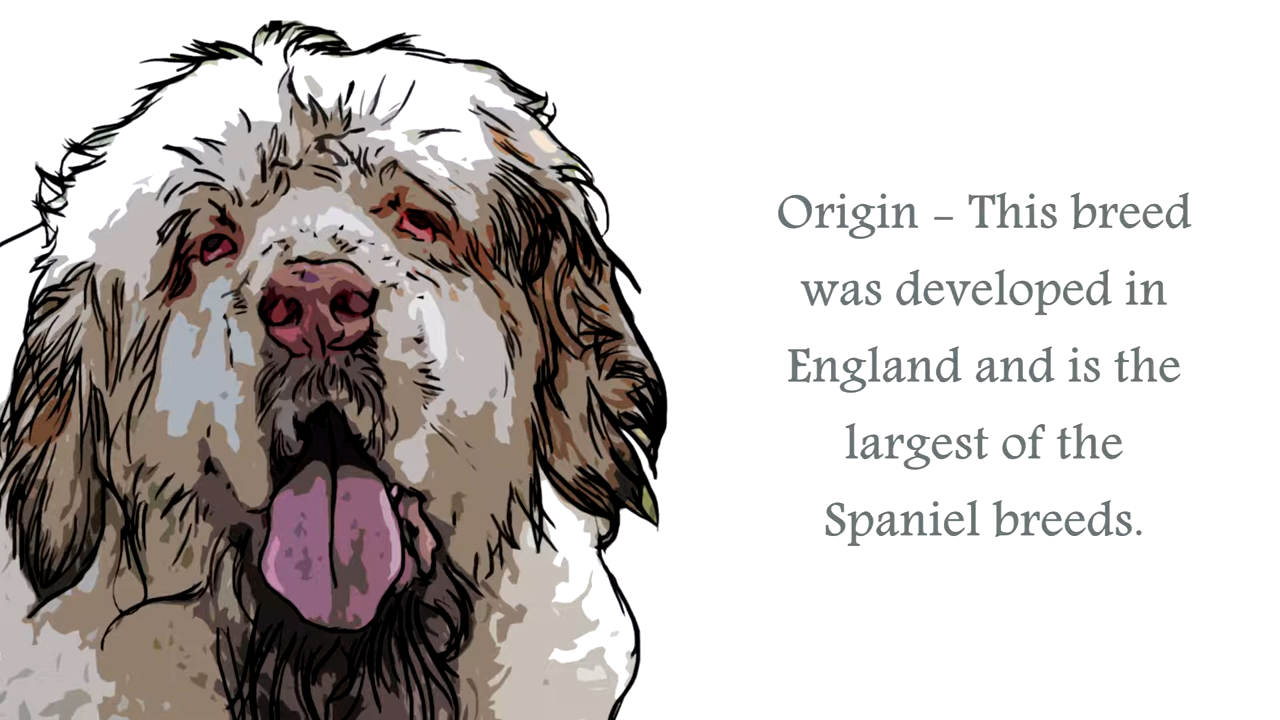 Origin – This breed
was developed in
England and is the
largest of the
Spaniel breeds.